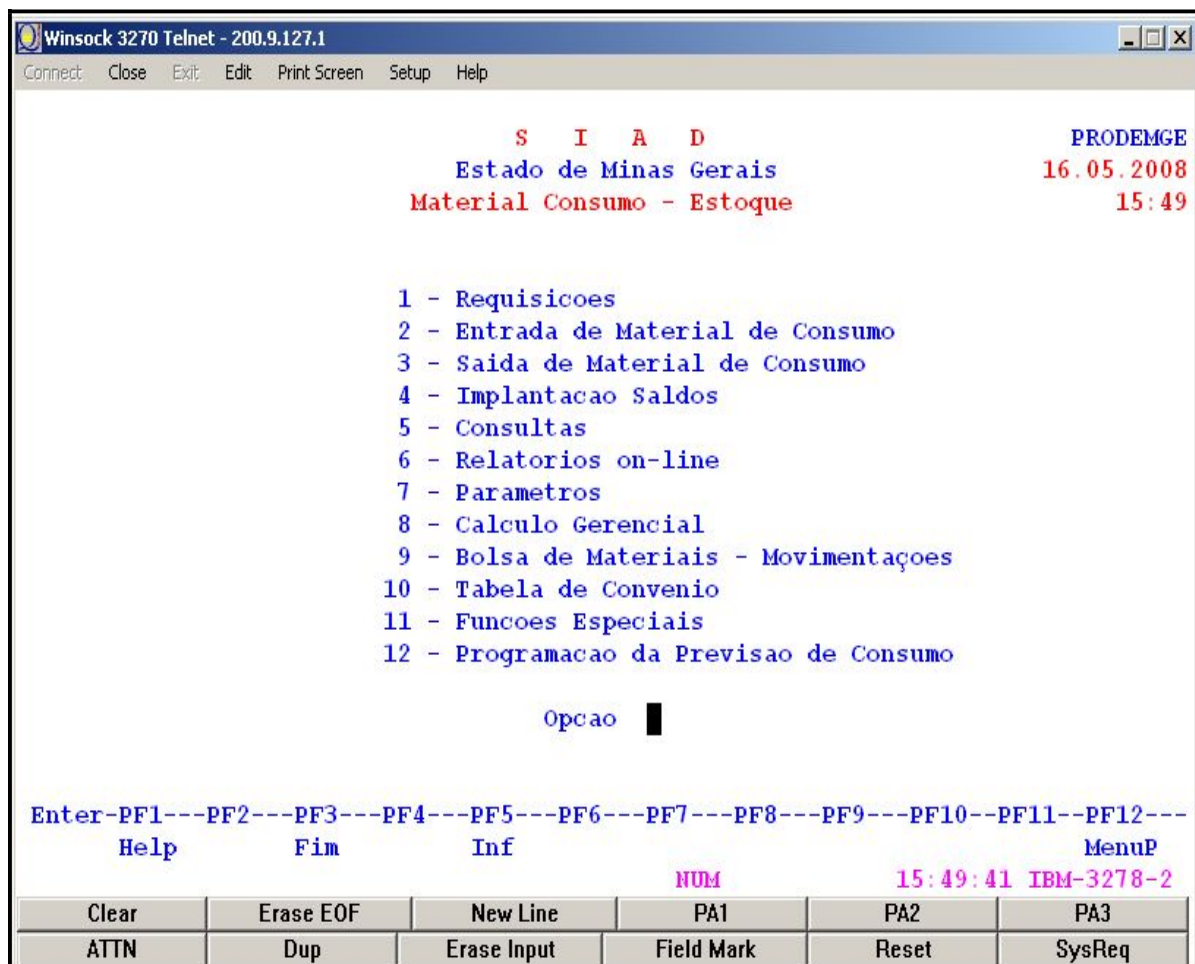 Winsock 3270 Telnet - 200.9.127.1
Connect Close Exit Edit Print Screen Setup Help
S I A D PRODEMGE
Estado de Minas Gerais 16.05.2008
Material Consumo - Estoque 15:49
1 - Requisicoes
2 - Entrada de Material de Consumo
3 - Saida de Material de Consumo
4 - Implantacao Saldos
5 - Consultas
6 - Relatorios on-line
7 - Parametros
8 - Calculo Gerencial
9 - Bolsa de Materiais - Movimentaçoes
10 - Tabela de Convenio
11 - Funcoes Especiais
12 - Programacao da Previsao de Consumo
Opcao
Enter-PF1---PF2---PF3---PF4---PF5---PF6---PF7---PF8---PF9---PF10--PF11--PF12---
Help Fim Inf MenuP
NUM 15:49:41 IBM-3278-2
Clear Erase EOF New Line PA1 PA2 PA3
ATTN Dup Erase Input Field Mark Reset SysReq